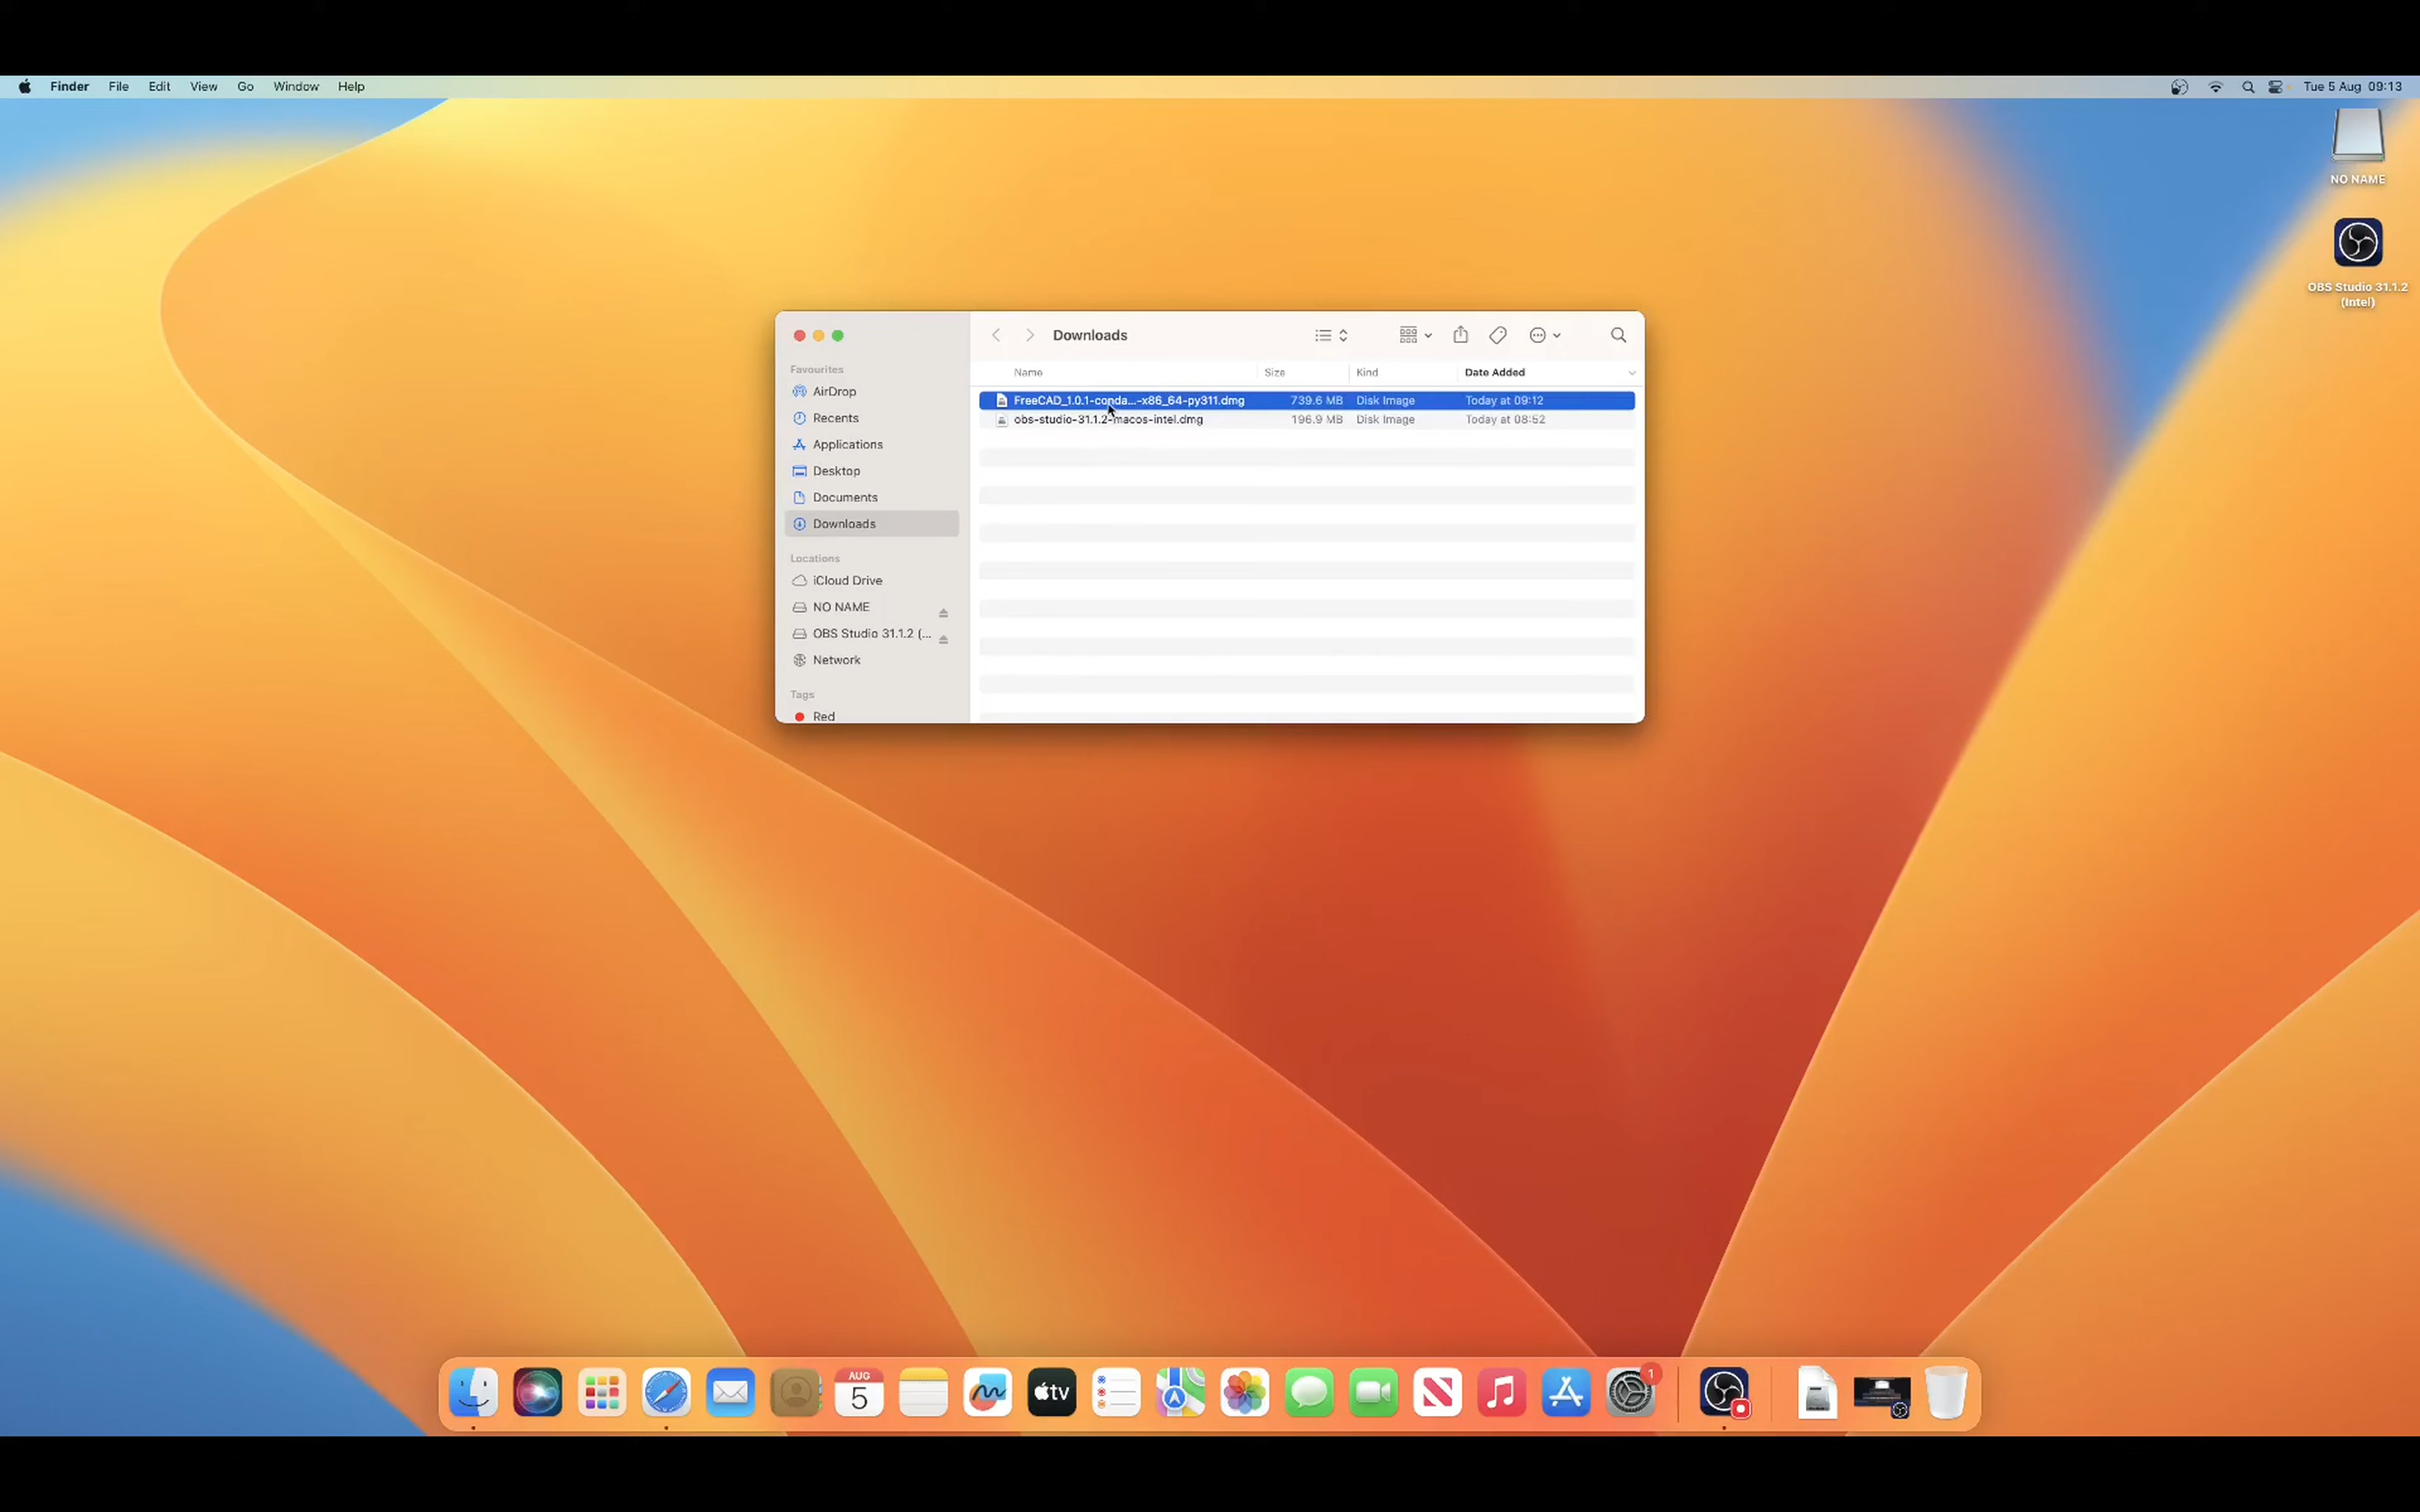 Finder File Edit View Go Window Help Tue 5 Aug 09:13
NO NAME
OBS Studio 31.1.2
(Intel)
Downloads
Favourites
AirDrop
Recents
Applications
Desktop
Documents
Downloads
Locations
iCloud Drive
NO NAME
OBS Studio 31.1.2 (...
Network
Tags
Red
Name Size Kind Date Added
FreeCAD_1.0.1-conda...-x86_64-py311.dmg 739.6 MB Disk Image Today at 09:12
obs-studio-31.1.2-macos-intel.dmg 196.9 MB Disk Image Today at 08:52
AUG
5
tv
1